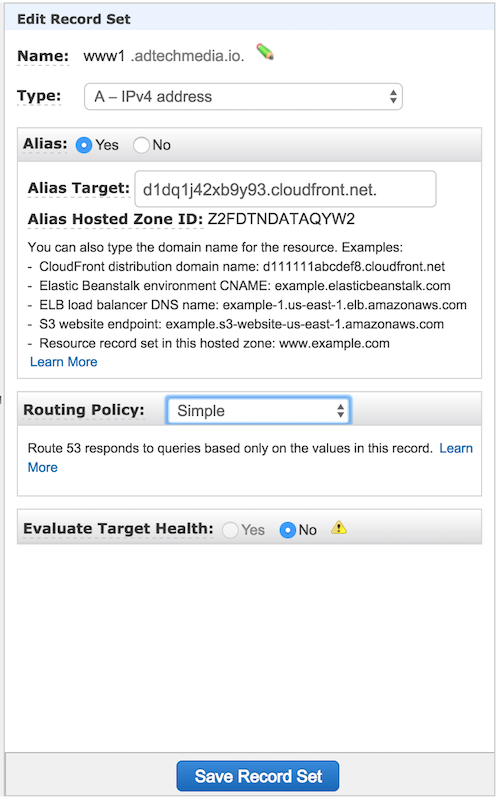 Edit Record Set
Name: www1 .adtechmedia.io.
Type: A – IPv4 address
Alias: Yes No
Alias Target: d1dq1j42xb9y93.cloudfront.net.
Alias Hosted Zone ID: Z2FDTNDATAQYW2
You can also type the domain name for the resource. Examples:
- CloudFront distribution domain name: d111111abcdef8.cloudfront.net
- Elastic Beanstalk environment CNAME: example.elasticbeanstalk.com
- ELB load balancer DNS name: example-1.us-east-1.elb.amazonaws.com
- S3 website endpoint: example.s3-website-us-east-1.amazonaws.com
- Resource record set in this hosted zone: www.example.com
Learn More
Routing Policy: Simple
Route 53 responds to queries based only on the values in this record. Learn
More
Evaluate Target Health: Yes No
Save Record Set